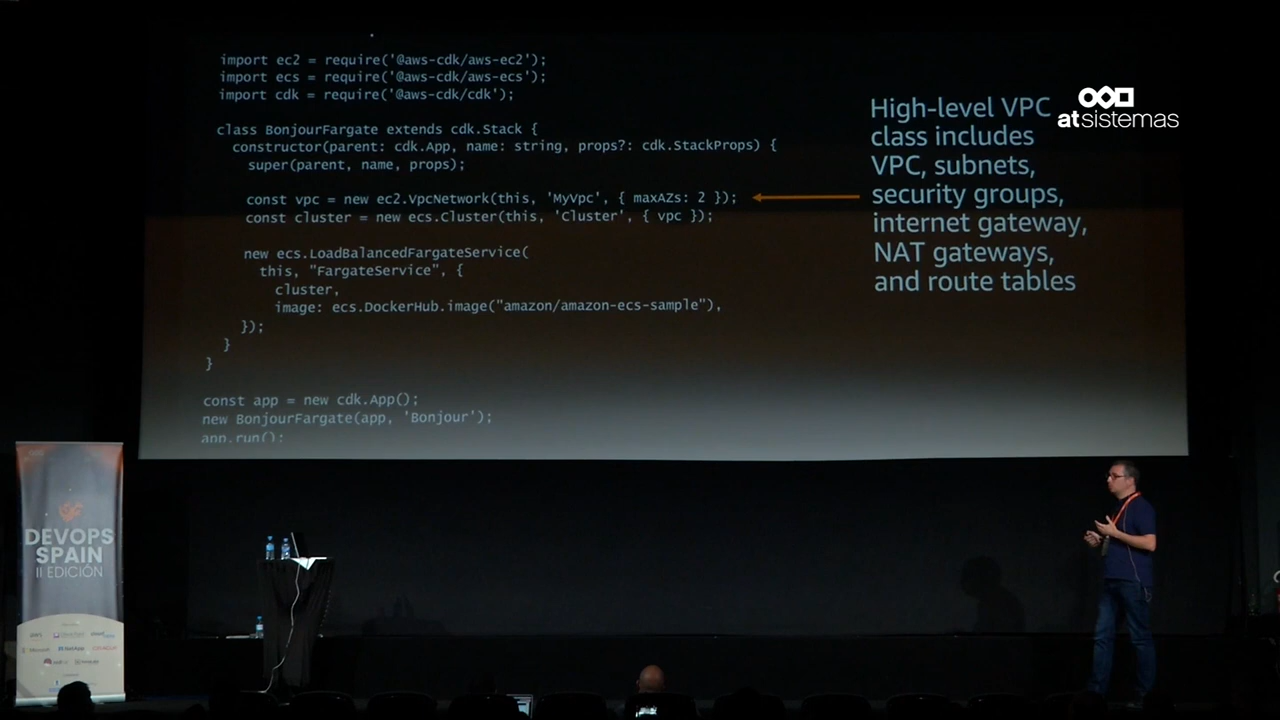 import ec2 = require('@aws-cdk/aws-ec2');
import ecs = require('@aws-cdk/aws-ecs');
import cdk = require('@aws-cdk/cdk');
class BonjourFargate extends cdk.Stack {
constructor(parent: cdk.App, name: string, props?: cdk.StackProps) {
super(parent, name, props);
const vpc = new ec2.VpcNetwork(this, 'MyVpc', { maxAZs: 2 });
const cluster = new ecs.Cluster(this, 'Cluster', { vpc });
new ecs.LoadBalancedFargateService(
this, "FargateService", {
cluster,
image: ecs.DockerHub.image("amazon/amazon-ecs-sample"),
});
}
}
const app = new cdk.App();
new BonjourFargate(app, 'Bonjour');
app.run();
High-level VPC
class includes
VPC, subnets,
security groups,
internet gateway,
NAT gateways,
and route tables
atsistemas
DEVOPS
SPAIN
II EDICIÓN